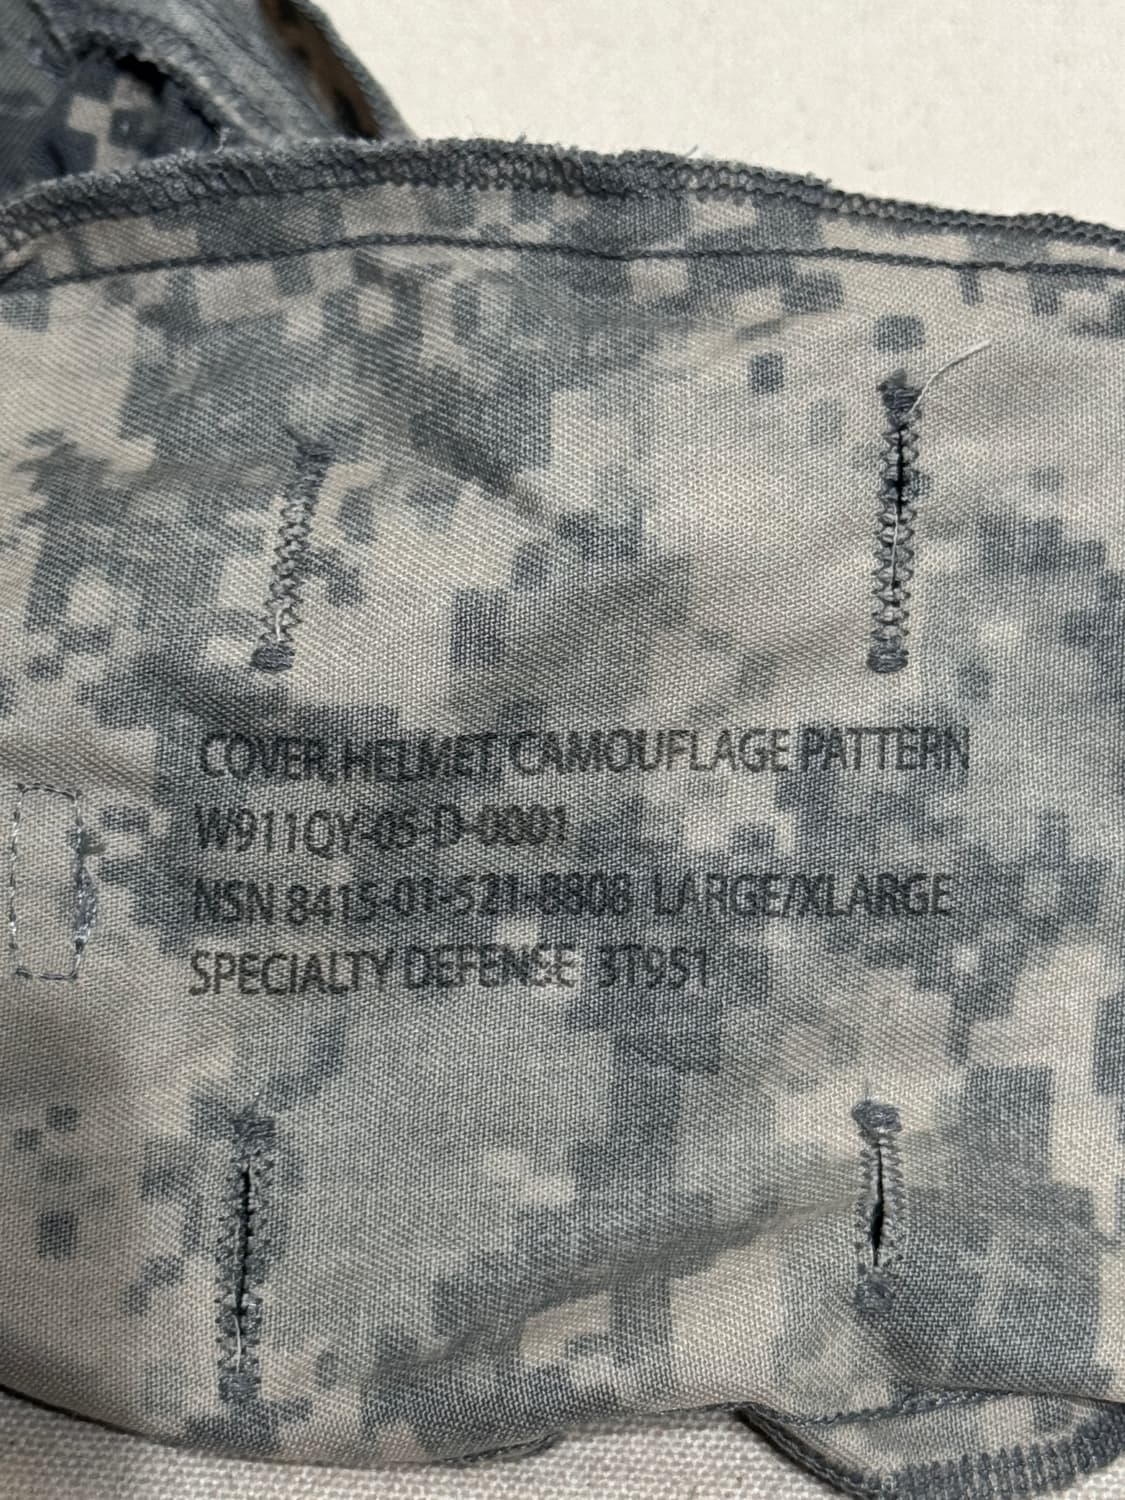 COVER, HELMET, CAMOUFLAGE PATTERN
W911QY-05-D-0001
NSN 8415-01-521-8808 LARGE/XLARGE
SPECIALTY DEFENSE 3T951